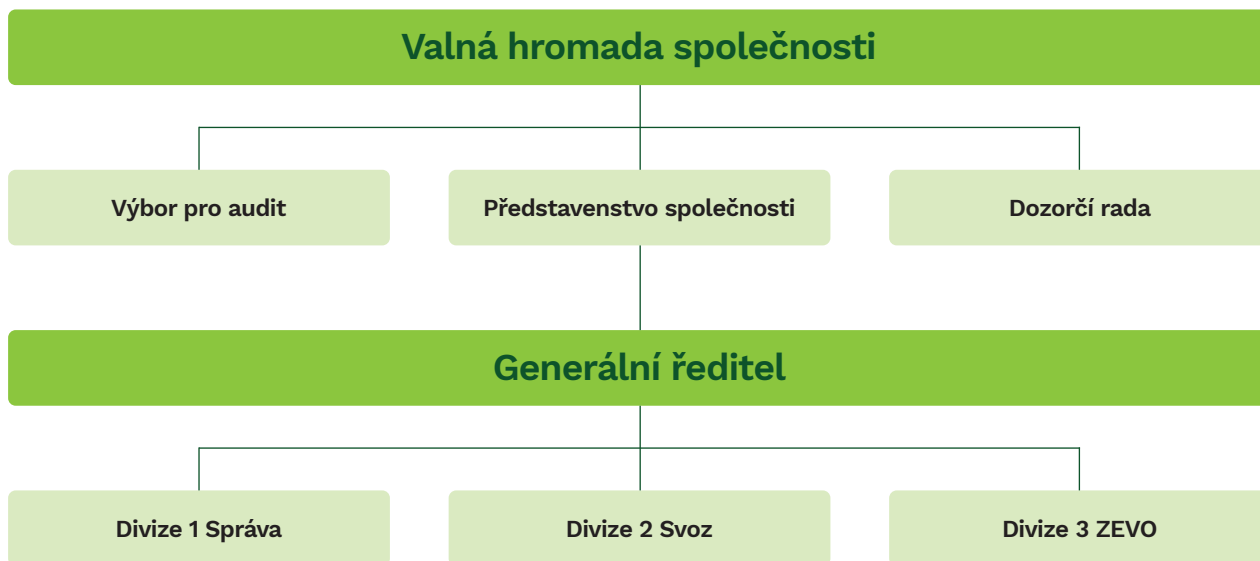 Valná hromada společnosti
Výbor pro audit
Představenstvo společnosti
Dozorčí rada
Generální ředitel
Divize 1 Správa
Divize 2 Svoz
Divize 3 ZEVO